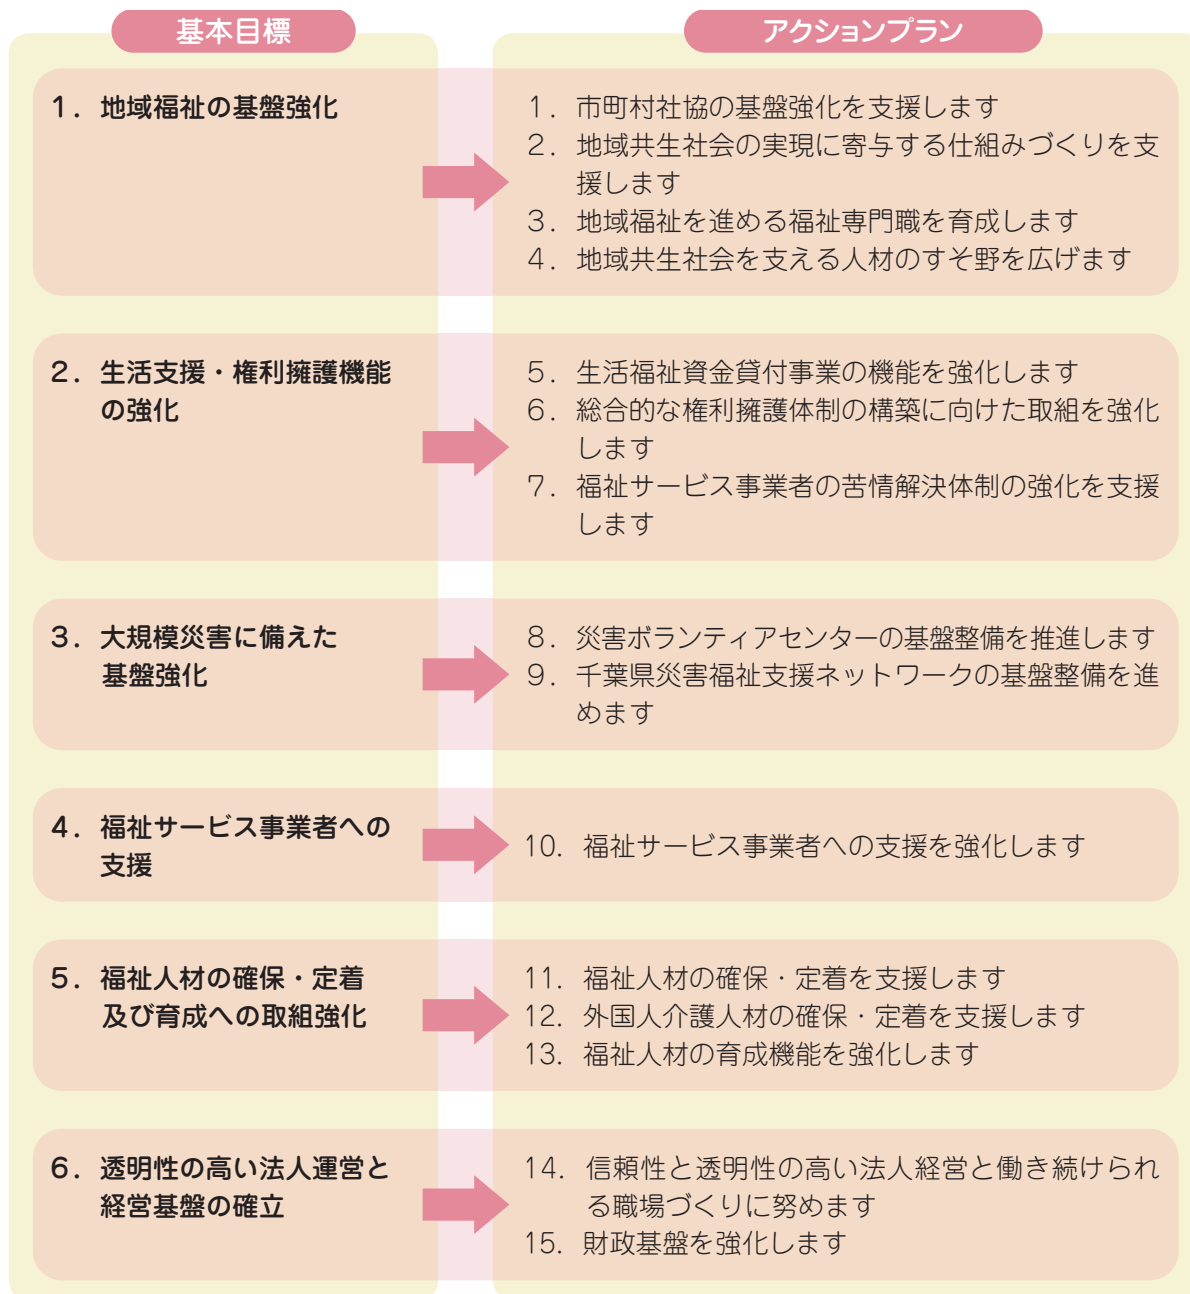 基本目標
アクションプラン
1. 地域福祉の基盤強化
1. 市町村社協の基盤強化を支援します
2. 地域共生社会の実現に寄与する仕組みづくりを支
援します
3. 地域福祉を進める福祉専門職を育成します
4. 地域共生社会を支える人材のすそ野を広げます
2. 生活支援・権利擁護機能
の強化
5. 生活福祉資金貸付事業の機能を強化します
6. 総合的な権利擁護体制の構築に向けた取組を強化
します
7. 福祉サービス事業者の苦情解決体制の強化を支援
します
3. 大規模災害に備えた
基盤強化
8. 災害ボランティアセンターの基盤整備を推進します
9. 千葉県災害福祉支援ネットワークの基盤整備を進
めます
4. 福祉サービス事業者への
支援
10. 福祉サービス事業者への支援を強化します
5. 福祉人材の確保・定着
及び育成への取組強化
11. 福祉人材の確保・定着を支援します
12. 外国人介護人材の確保・定着を支援します
13. 福祉人材の育成機能を強化します
6. 透明性の高い法人運営と
経営基盤の確立
14. 信頼性と透明性の高い法人経営と働き続けられ
る職場づくりに努めます
15. 財政基盤を強化します